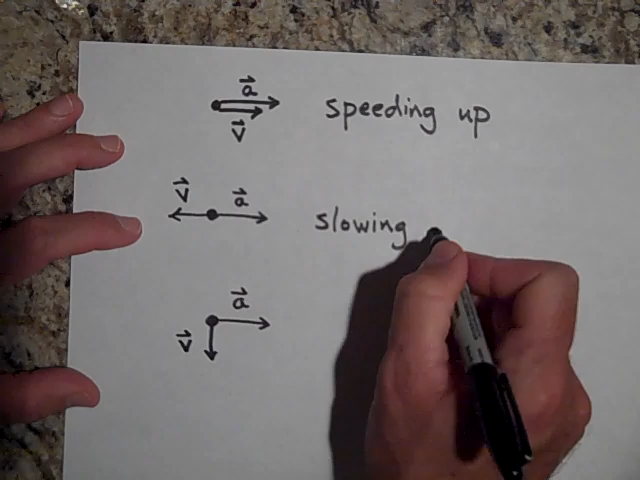 a⃗ speeding up
v⃗
v⃗ a⃗ slowing
a⃗
v⃗